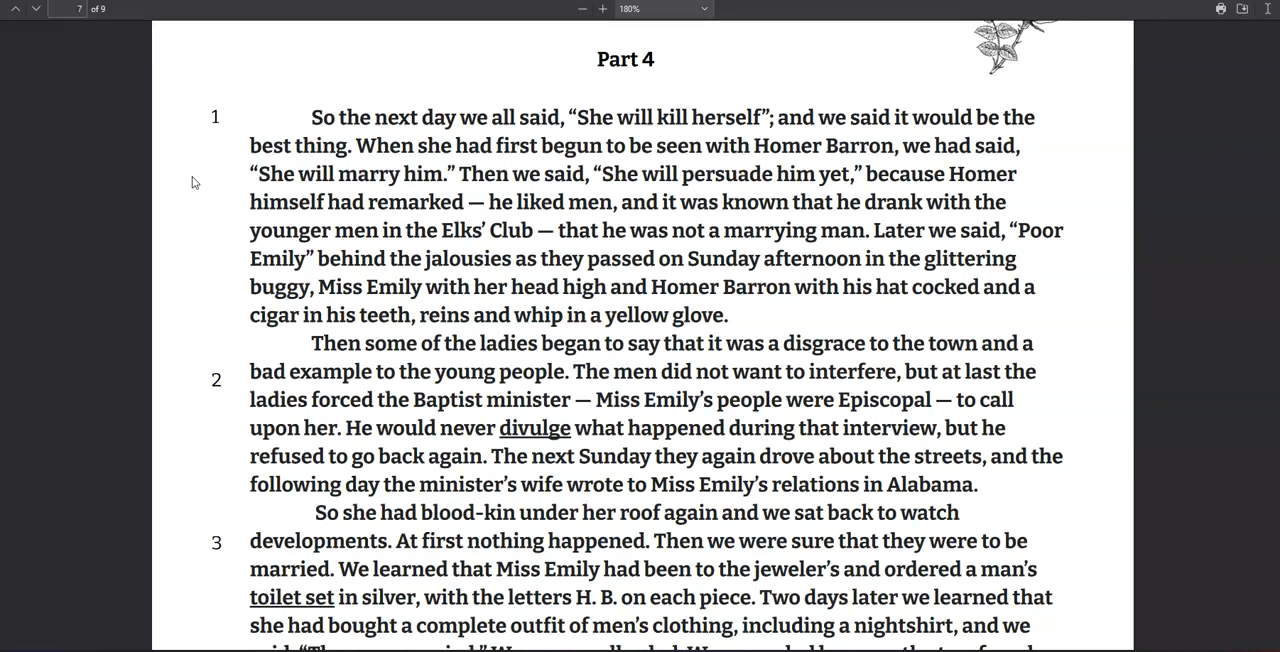 7 of 9
180%
Part 4
1 So the next day we all said, “She will kill herself”; and we said it would be the
best thing. When she had first begun to be seen with Homer Barron, we had said,
“She will marry him.” Then we said, “She will persuade him yet,” because Homer
himself had remarked — he liked men, and it was known that he drank with the
younger men in the Elks’ Club — that he was not a marrying man. Later we said, “Poor
Emily” behind the jalousies as they passed on Sunday afternoon in the glittering
buggy, Miss Emily with her head high and Homer Barron with his hat cocked and a
cigar in his teeth, reins and whip in a yellow glove.
Then some of the ladies began to say that it was a disgrace to the town and a
2 bad example to the young people. The men did not want to interfere, but at last the
ladies forced the Baptist minister — Miss Emily’s people were Episcopal — to call
upon her. He would never divulge what happened during that interview, but he
refused to go back again. The next Sunday they again drove about the streets, and the
following day the minister’s wife wrote to Miss Emily’s relations in Alabama.
So she had blood-kin under her roof again and we sat back to watch
3 developments. At first nothing happened. Then we were sure that they were to be
married. We learned that Miss Emily had been to the jeweler’s and ordered a man’s
toilet set in silver, with the letters H. B. on each piece. Two days later we learned that
she had bought a complete outfit of men’s clothing, including a nightshirt, and we